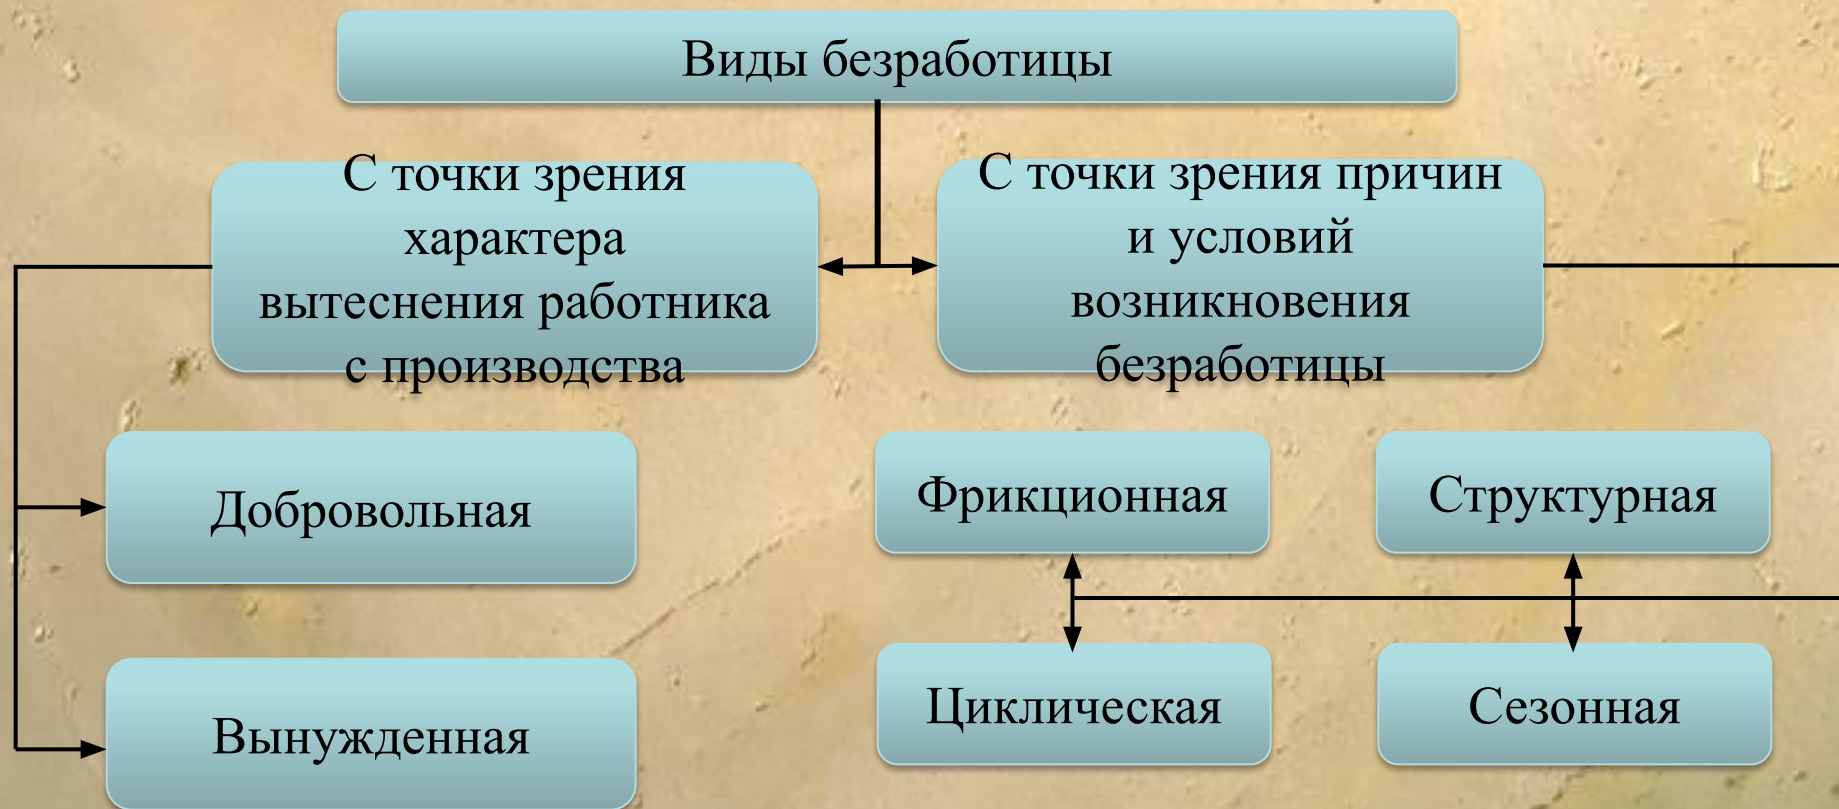 Виды безработицы
С точки зрения
характера
вытеснения работника
с производства
С точки зрения причин
и условий
возникновения
безработицы
Добровольная
Вынужденная
Фрикционная
Структурная
Циклическая
Сезонная